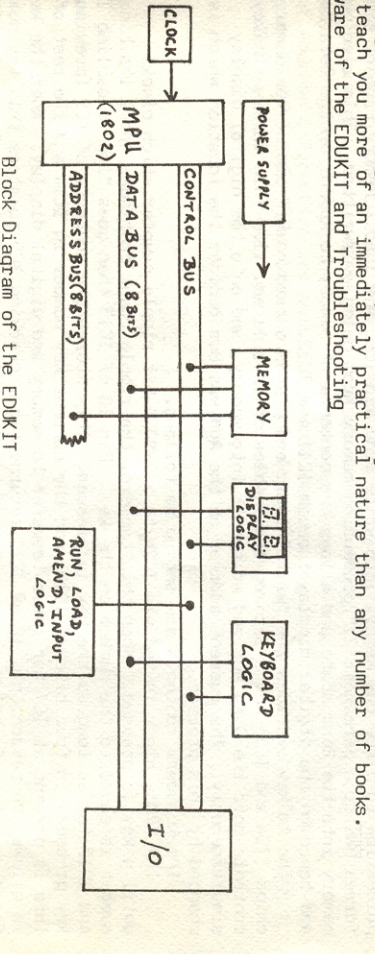 teach you more of an immediately practical nature than any number of books.
ware of the EDUKIT and Troubleshooting
CLOCK
POWER SUPPLY
MEMORY
DISPLAY
LOGIC
KEYBOARD
LOGIC
MPU
(1802)
CONTROL BUS
DATA BUS (8 BITS)
ADDRESS BUS (8 BITS)
RUN, LOAD,
AMEND, INPUT
LOGIC
I/O
Block Diagram of the EDUKIT